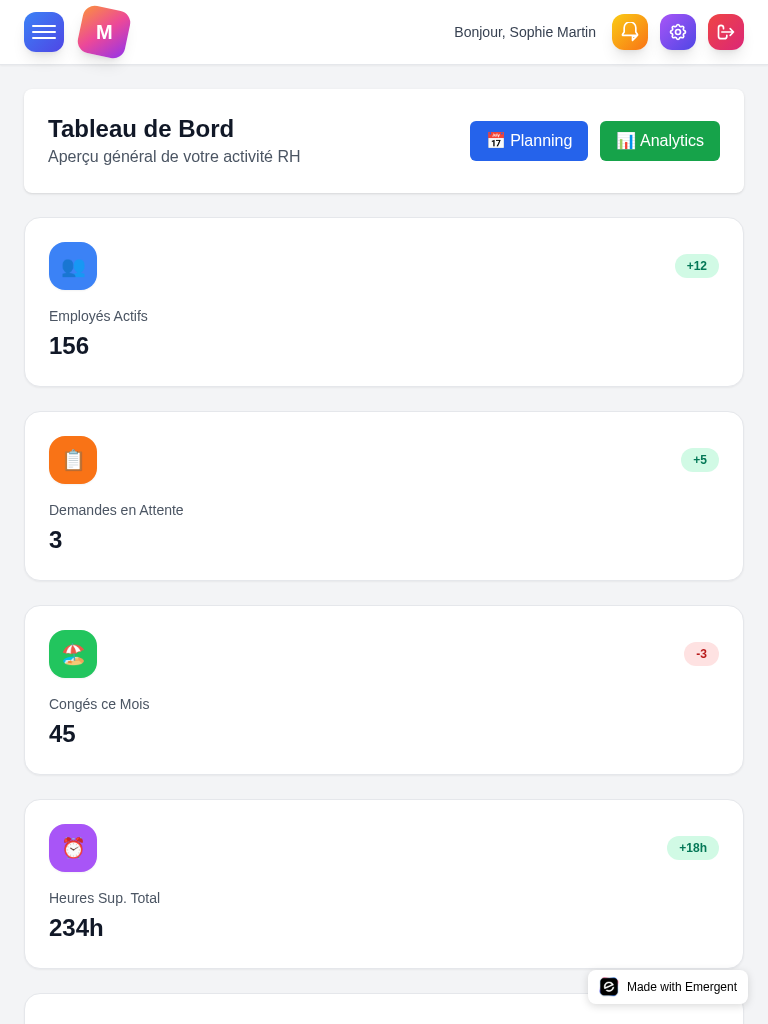 M
Bonjour, Sophie Martin
Tableau de Bord
Aperçu général de votre activité RH
📅 Planning
📊 Analytics
+12
Employés Actifs
156
+5
Demandes en Attente
3
-3
Congés ce Mois
45
+18h
Heures Sup. Total
234h
Made with Emergent